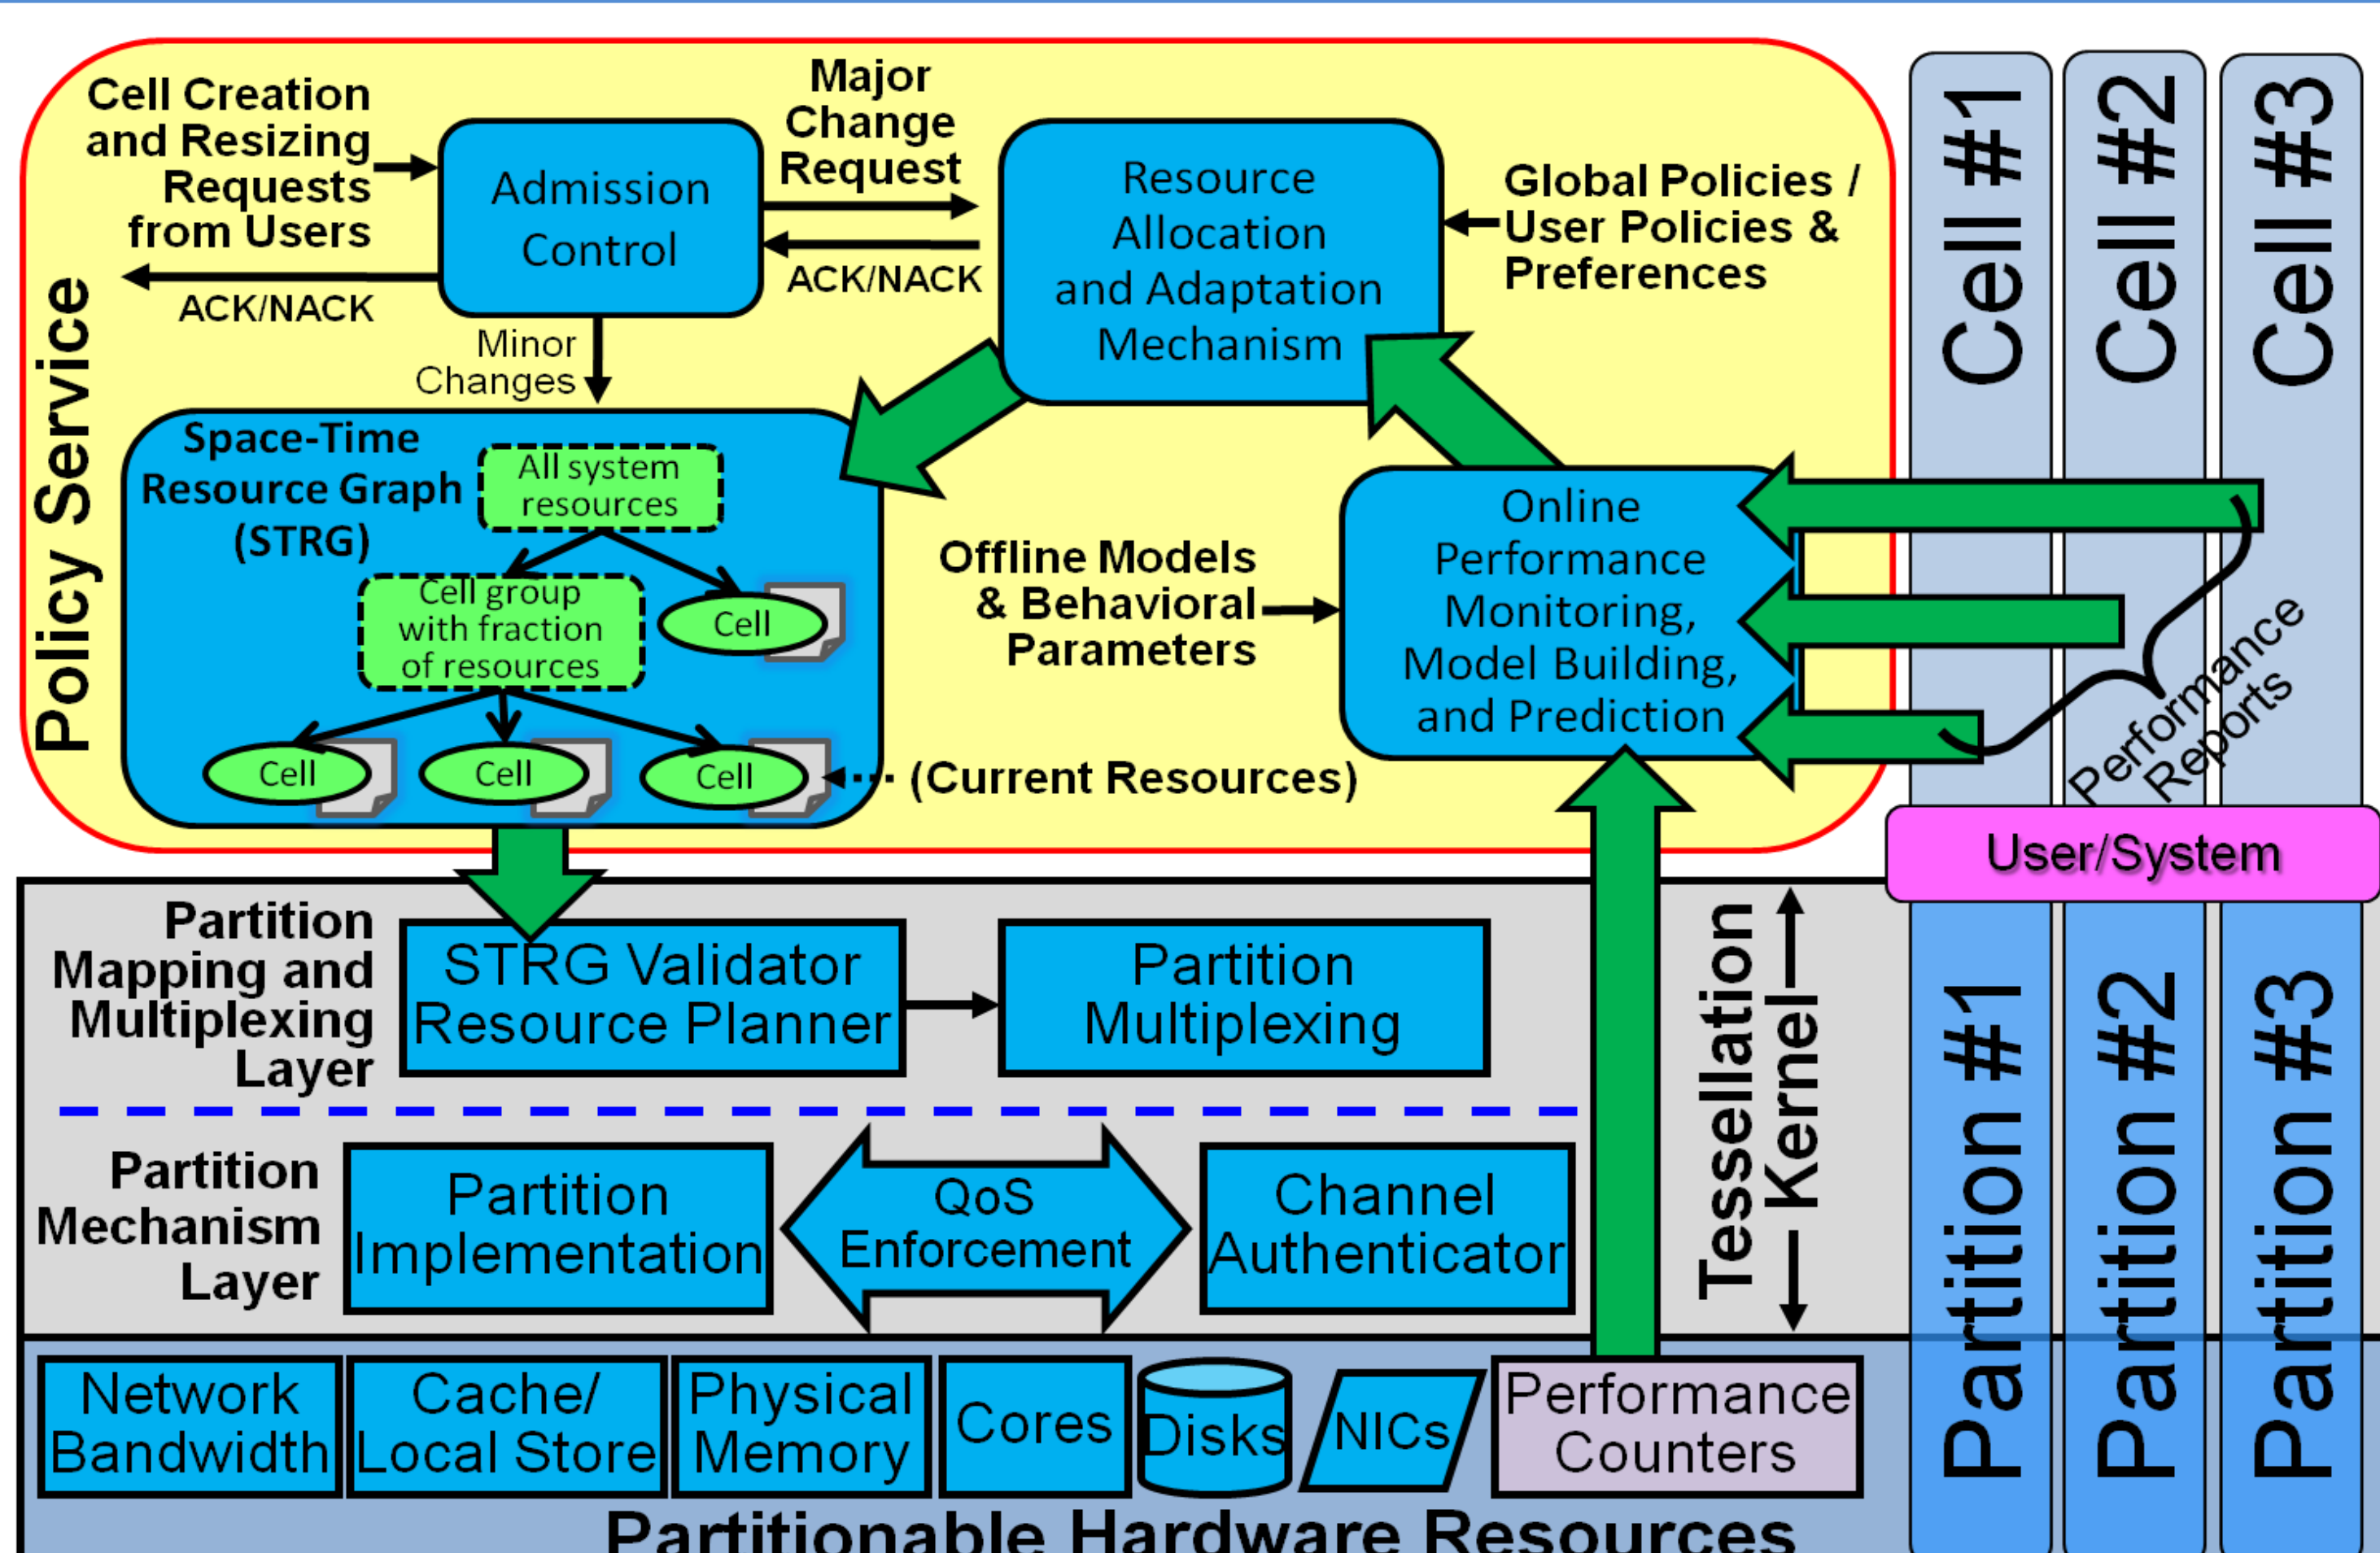 Policy Service
Cell Creation
and Resizing
Requests
from Users
ACK/NACK
Admission
Control
Major
Change
Request
ACK/NACK
Minor
Changes
Resource
Allocation
and Adaptation
Mechanism
Global Policies /
User Policies &
Preferences
Space-Time
Resource Graph
(STRG)
All system
resources
Cell group
with fraction
of resources
Cell
Cell
Cell
Cell
(Current Resources)
Offline Models
& Behavioral
Parameters
Online
Performance
Monitoring,
Model Building,
and Prediction
Cell #1
Cell #2
Cell #3
Performance
Reports
User/System
Partition
Mapping and
Multiplexing
Layer
STRG Validator
Resource Planner
Partition
Multiplexing
Partition
Mechanism
Layer
Partition
Implementation
QoS
Enforcement
Channel
Authenticator
Tessellation
Kernel
Partition #1
Partition #2
Partition #3
Network
Bandwidth
Cache/
Local Store
Physical
Memory
Cores
Disks
NICs
Performance
Counters
Partitionable Hardware Resources